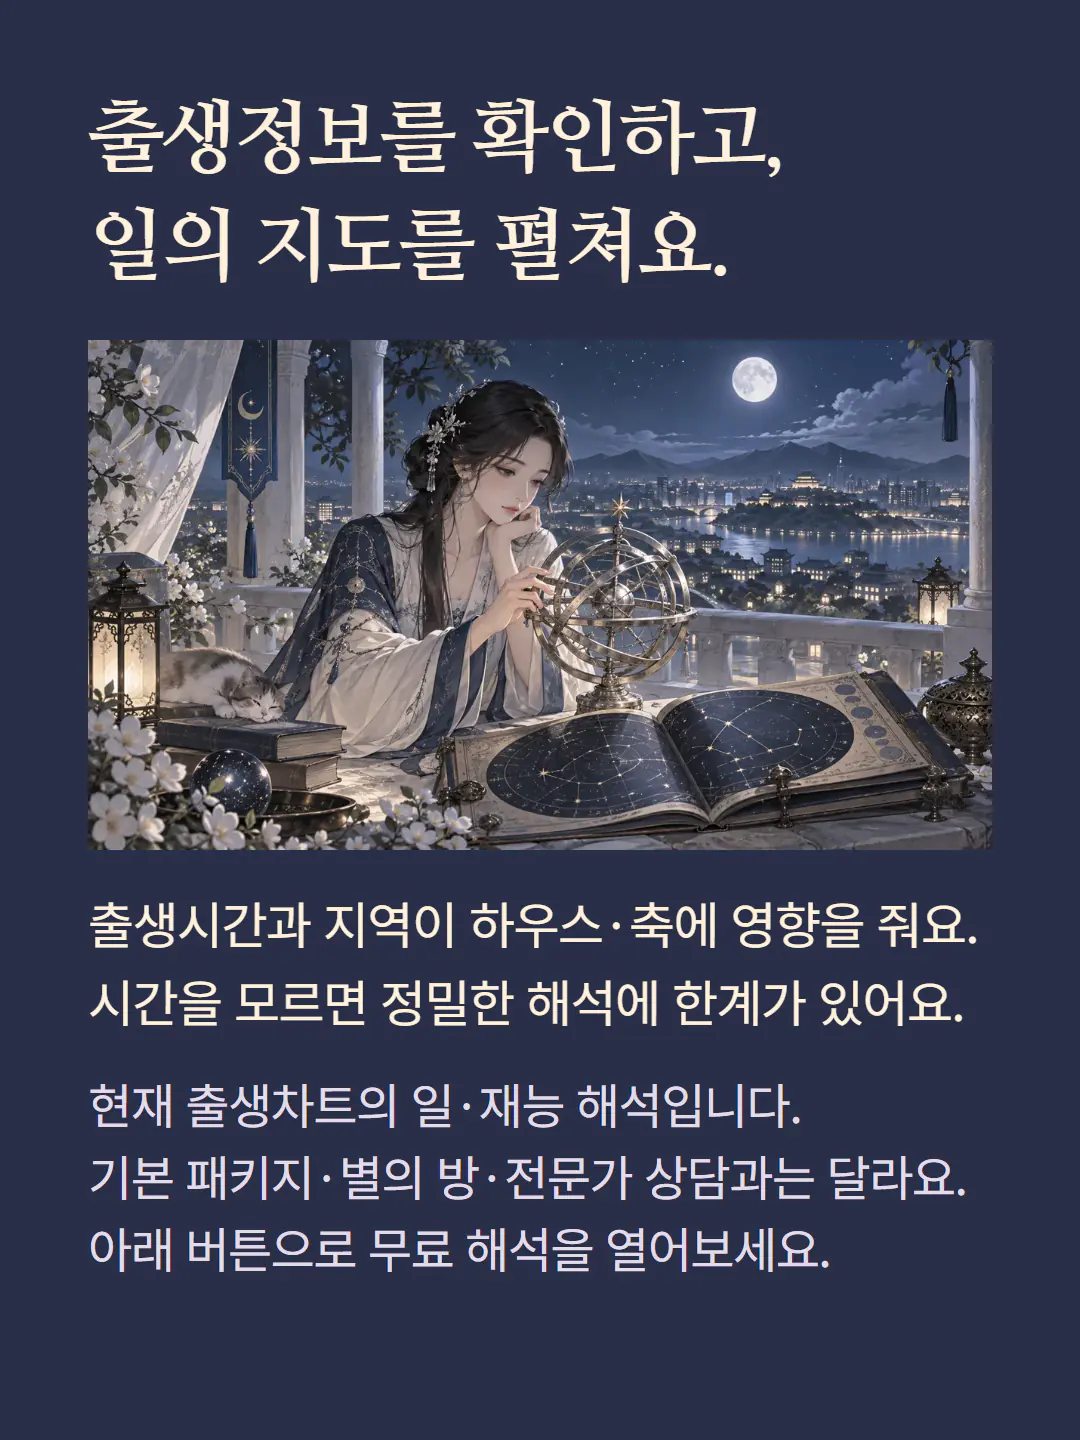 출생정보를 확인하고,
일의 지도를 펼쳐요.
출생시간과 지역이 하우스·축에 영향을 줘요.
시간을 모르면 정밀한 해석에 한계가 있어요.
현재 출생차트의 일·재능 해석입니다.
기본 패키지·별의 방·전문가 상담과는 달라요.
아래 버튼으로 무료 해석을 열어보세요.